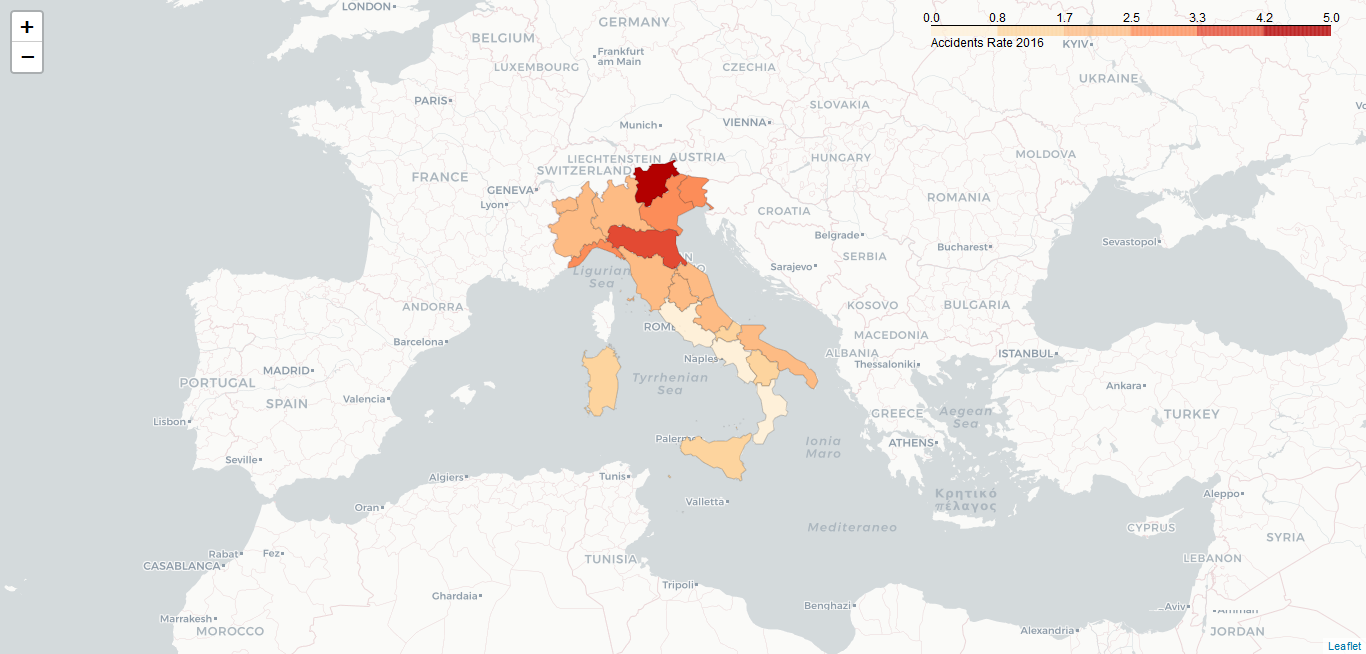 +
−
0.0 0.8 1.7 2.5 3.3 4.2 5.0
Accidents Rate 2016
LONDON
GERMANY
BELGIUM
KYIV
Frankfurt
am Main
LUXEMBOURG
CZECHIA
UKRAINE
PARIS
SLOVAKIA
Munich
VIENNA
LIECHTENSTEIN
AUSTRIA
HUNGARY
MOLDOVA
SWITZERLAND
FRANCE
GENEVA
Lyon
ROMANIA
CROATIA
Belgrade
Bucharest
Sevastopol
SERBIA
Sarajevo
Ligurian
Sea
ANDORRA
KOSOVO
BULGARIA
MACEDONIA
Barcelona
ALBANIA
ISTANBUL
Naples
Thessaloniki
MADRID
Tyrrhenian
Sea
PORTUGAL
Ankara
SPAIN
Valencia
GREECE
Aegean
Sea
TURKEY
Lisbon
ATHENS
Ionia
Maro
Seville
Algiers
Tunis
Κρητικό
πέλαγος
Aleppo
Valletta
Oran
Mediteranea
CYPRUS
SYRIA
Rabat
Fez
TUNISIA
LEBANON
CASABLANCA
Tripoli
Ghardaia
Benghazi
Aviv
Marrakesh
MOROCCO
Alexandria
JORDAN
Leaflet